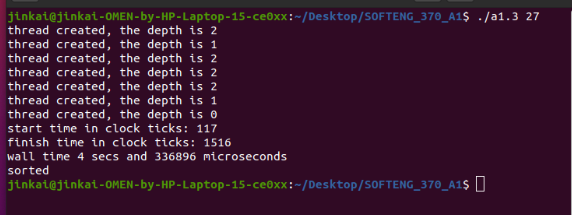 jinkai@jinkai-OMEN-by-HP-Laptop-15-ce0xx:~/Desktop/SOFTENG_370_A1$ ./a1.3 27
thread created, the depth is 2
thread created, the depth is 1
thread created, the depth is 2
thread created, the depth is 2
thread created, the depth is 2
thread created, the depth is 1
thread created, the depth is 0
start time in clock ticks: 117
finish time in clock ticks: 1516
wall time 4 secs and 336896 microseconds
sorted
jinkai@jinkai-OMEN-by-HP-Laptop-15-ce0xx:~/Desktop/SOFTENG_370_A1$